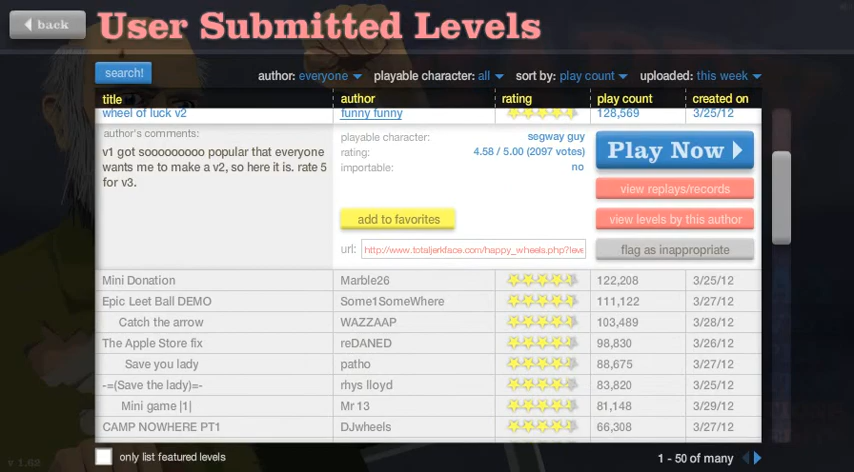 back
User Submitted Levels
search!
author: everyone playable character: all sort by: play count uploaded: this week
title author rating play count created on
wheel of luck v2 funny funny 128,569 3/25/12
author's comments:
v1 got sooooooooo popular that everyone
wants me to make a v2, so here it is. rate 5
for v3.
playable character: segway guy
rating: 4.58 / 5.00 (2097 votes)
importable: no
add to favorites
url: http://www.totaljerkface.com/happy_wheels.php?leve
Play Now
view replays/records
view levels by this author
flag as inappropriate
Mini Donation Marble26 122,208 3/25/12
Epic Leet Ball DEMO Some1SomeWhere 111,122 3/27/12
Catch the arrow WAZZAAP 103,489 3/28/12
The Apple Store fix reDANED 98,830 3/26/12
Save you lady patho 88,675 3/27/12
-=(Save the lady)=- rhys lloyd 83,820 3/25/12
Mini game |1| Mr 13 81,148 3/29/12
CAMP NOWHERE PT1 DJwheels 66,308 3/27/12
only list featured levels
1 - 50 of many